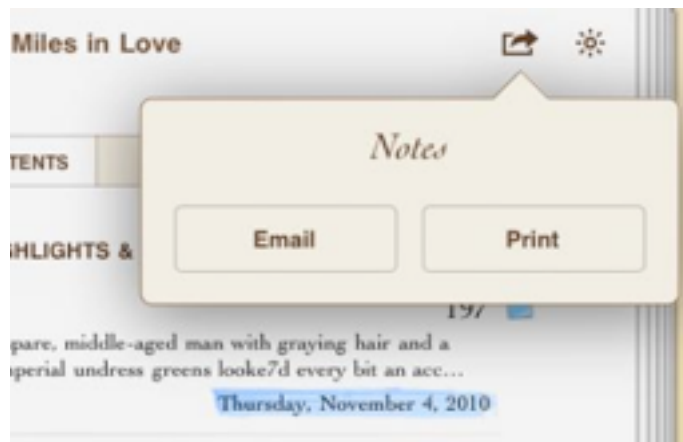 Miles in Love
Notes
TENTS
Email
Print
HLIGHTS &
197
pare, middle-aged man with graying hair and a
perial undress greens looke7d every bit an acc...
Thursday, November 4, 2010